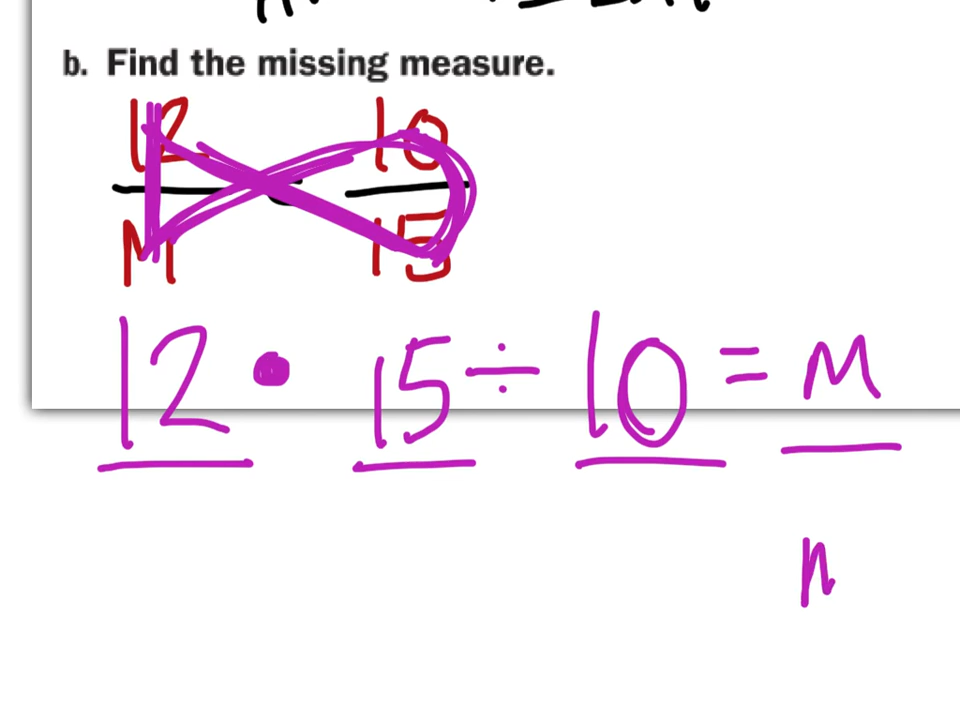 b. Find the missing measure.
12 10
M 15
12 • 15 ÷ 10 = M